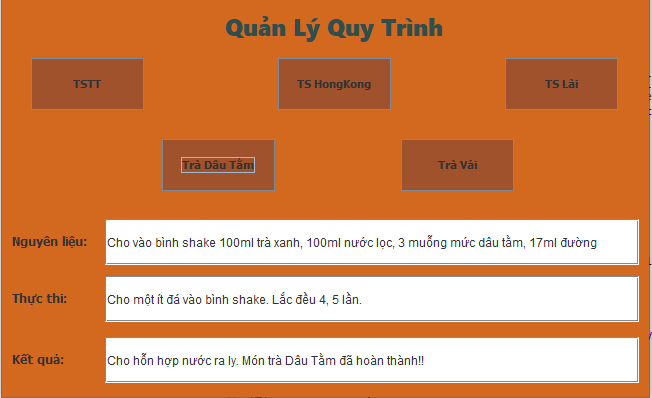 Quản Lý Quy Trình
TSTT
TS HongKong
TS Lài
Trà Dâu Tằm
Trà Vải
Nguyên liệu:
Cho vào bình shake 100ml trà xanh, 100ml nước lọc, 3 muỗng mức dâu tằm, 17ml đường
Thực thi:
Cho một ít đá vào bình shake. Lắc đều 4, 5 lần.
Kết quả:
Cho hỗn hợp nước ra ly. Món trà Dâu Tằm đã hoàn thành!!